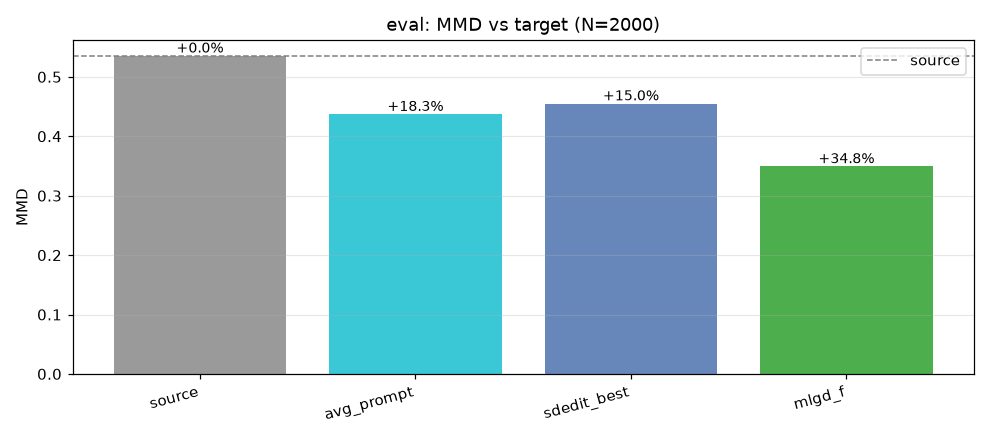 eval: MMD vs target (N=2000)
source
+0.0%
+18.3%
+15.0%
+34.8%
MMD
0.5
0.4
0.3
0.2
0.1
0.0
source
avg_prompt
sdedit_best
mlgd_f